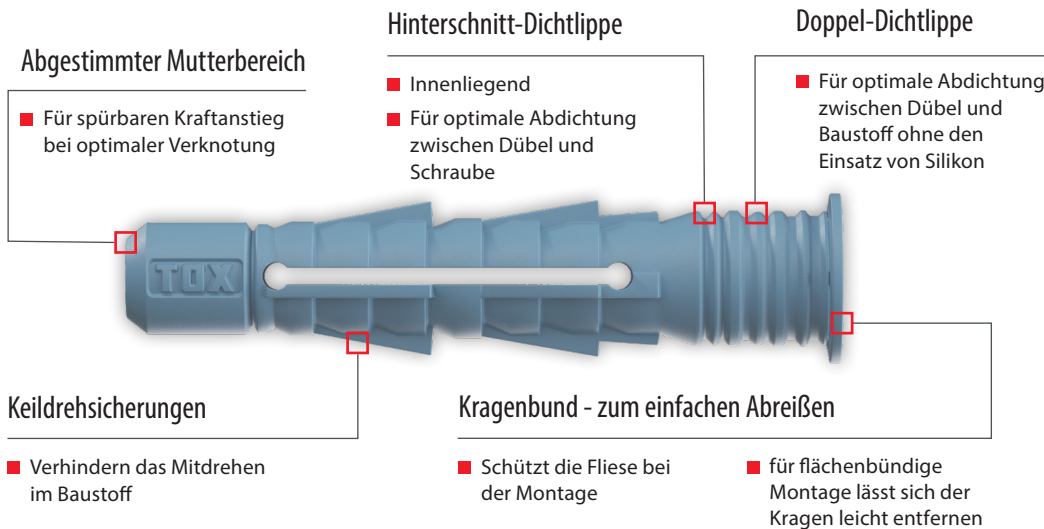 Abgestimmter Mutterbereich
Für spürbaren Kraftanstieg
bei optimaler Verknotung
Hinterschnitt-Dichtlippe
Innenliegend
Für optimale Abdichtung
zwischen Dübel und
Schraube
Doppel-Dichtlippe
Für optimale Abdichtung
zwischen Dübel und
Baustoff ohne den
Einsatz von Silikon
TOX
Keildrehsicherungen
Verhindern das Mitdrehen
im Baustoff
Kragenbund - zum einfachen Abreißen
Schützt die Fliese bei
der Montage
für flächenbündige
Montage lässt sich der
Kragen leicht entfernen